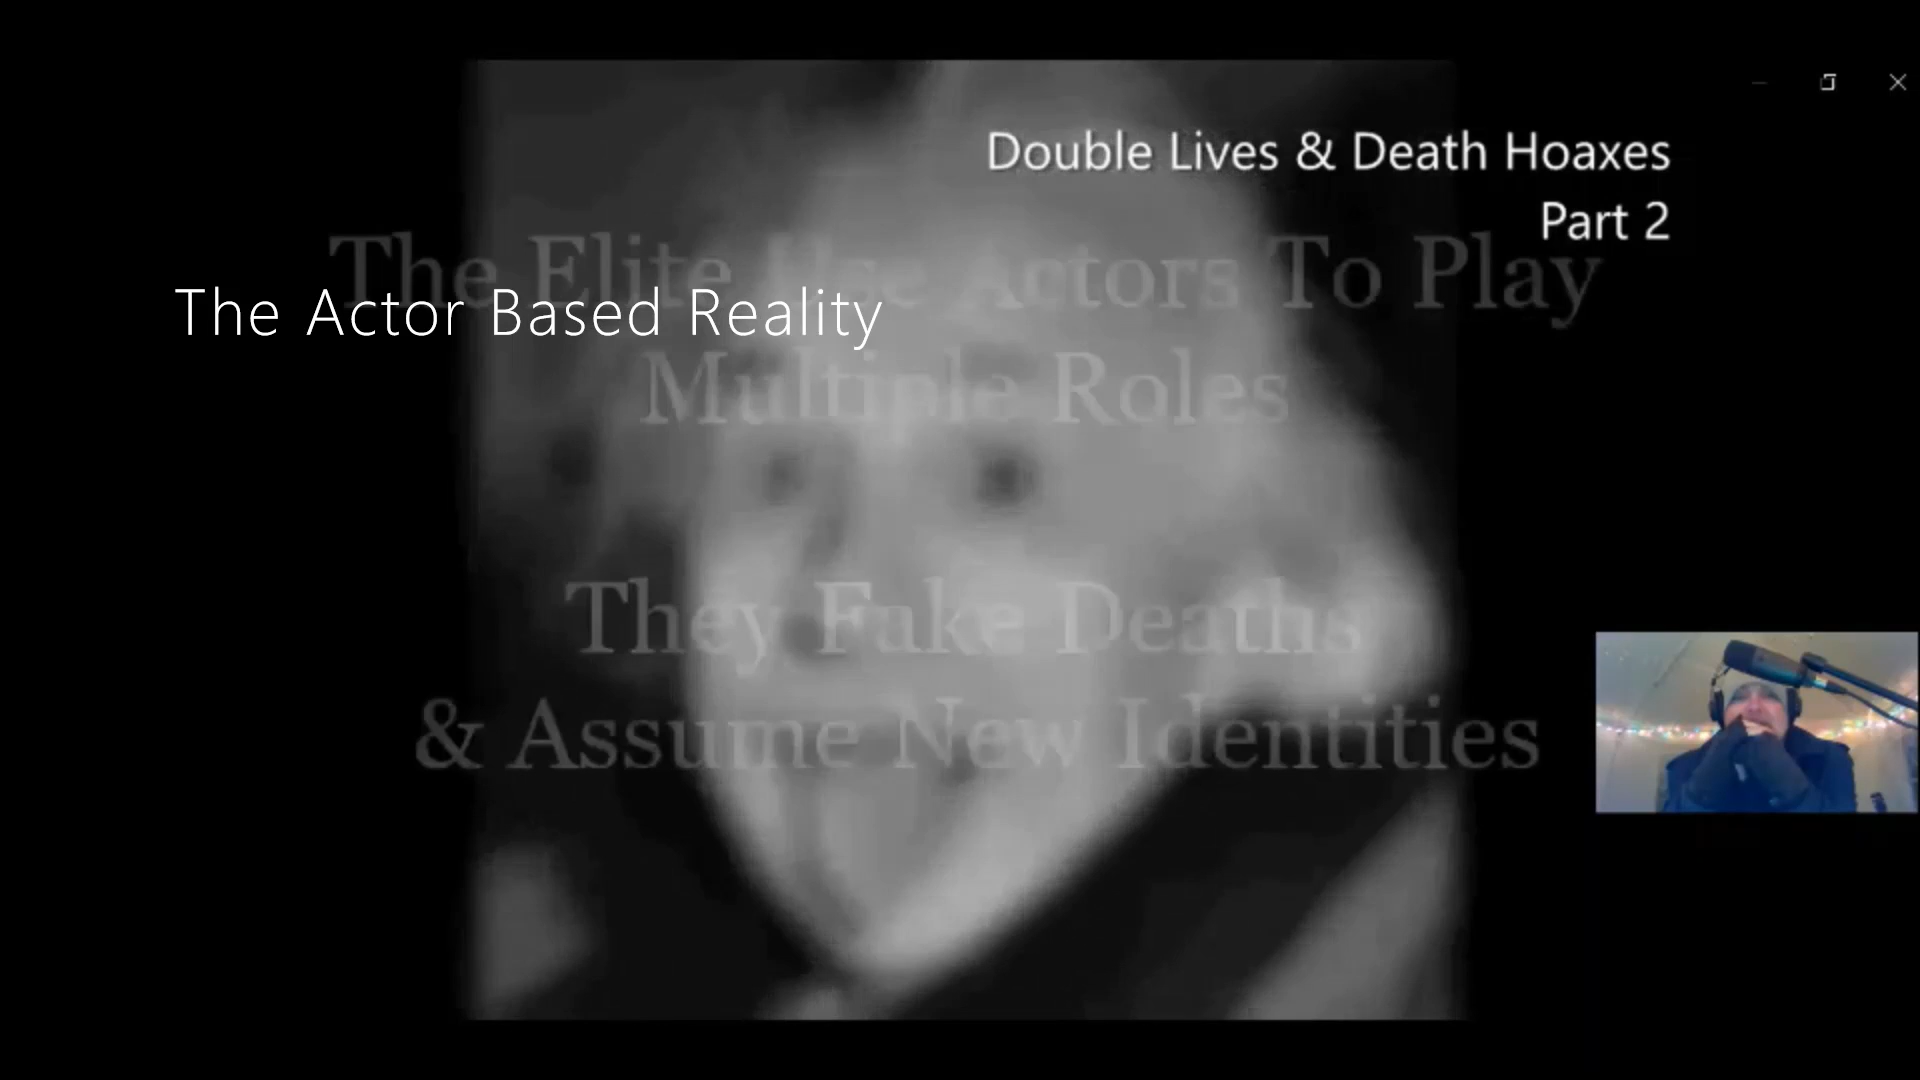 Double Lives & Death Hoaxes
Part 2
The Elite Use Actors To Play
The Actor Based Reality
Multiple Roles
They Fake Deaths
& Assume New Identities